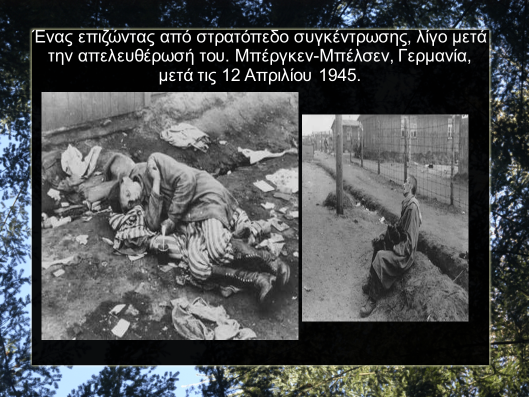 Ένας επιζώντας από στρατόπεδο συγκέντρωσης, λίγο μετά
την απελευθέρωσή του. Μπέργκεν-Μπέλσεν, Γερμανία,
μετά τις 12 Απριλίου 1945.